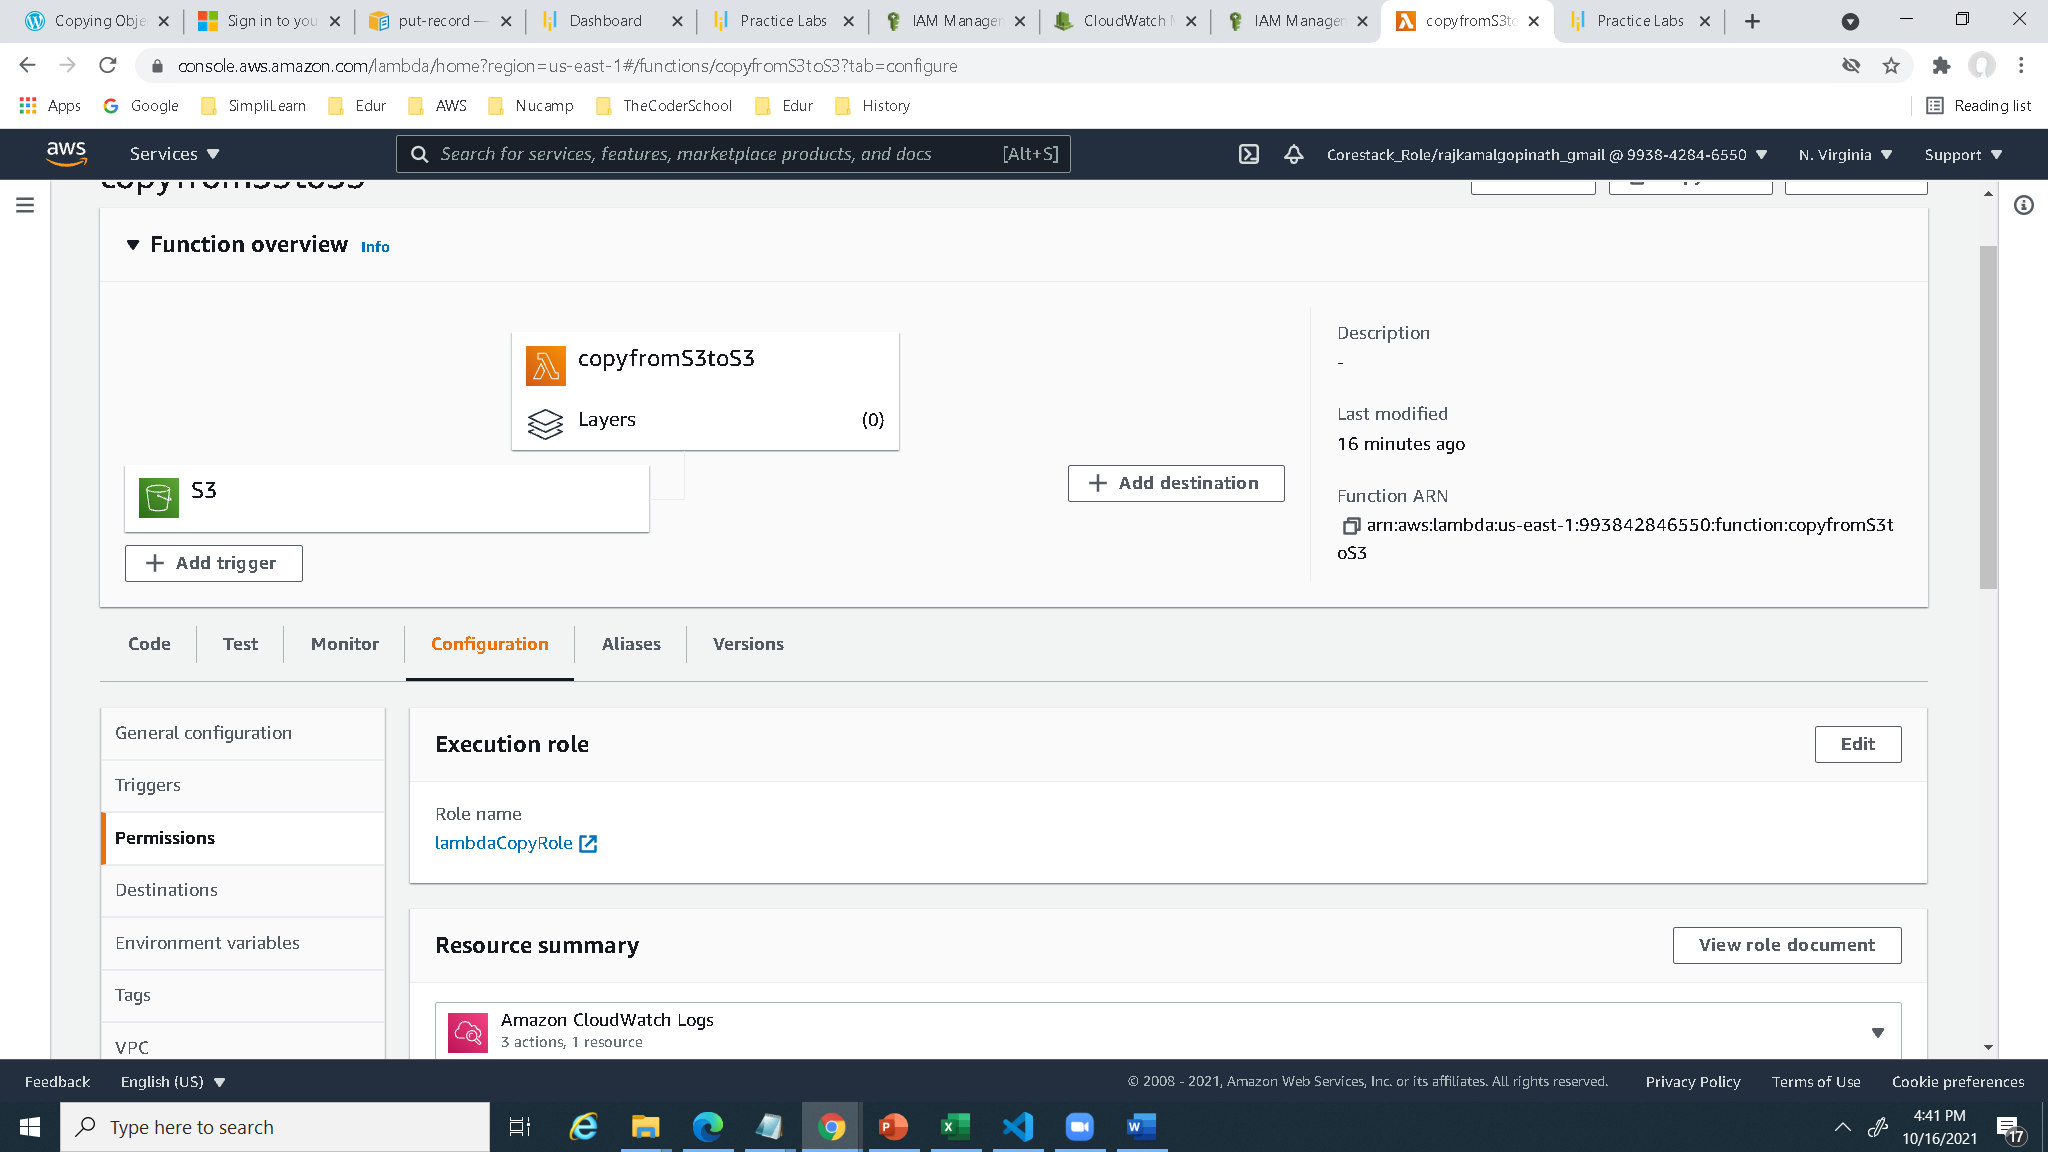 Copying Obje
Sign in to you
put-record —
Dashboard
Practice Labs
IAM Manager
CloudWatch M
IAM Manager
copyfromS3to
Practice Labs
console.aws.amazon.com/lambda/home?region=us-east-1#/functions/copyfromS3toS3?tab=configure
Apps
Google
SimpliLearn
Edur
AWS
Nucamp
TheCoderSchool
Edur
History
Reading list
aws
Services
Search for services, features, marketplace products, and docs
[Alt+S]
Corestack_Role/rajkamalgopinath_gmail @ 9938-4284-6550
N. Virginia
Support
copyfromS3toS3
Function overview Info
copyfromS3toS3
Layers (0)
S3
Add trigger
Add destination
Description
-
Last modified
16 minutes ago
Function ARN
arn:aws:lambda:us-east-1:993842846550:function:copyfromS3t
oS3
Code
Test
Monitor
Configuration
Aliases
Versions
General configuration
Triggers
Permissions
Destinations
Environment variables
Tags
VPC
Execution role
Edit
Role name
lambdaCopyRole
Resource summary
View role document
Amazon CloudWatch Logs
3 actions, 1 resource
Feedback
English (US)
© 2008 - 2021, Amazon Web Services, Inc. or its affiliates. All rights reserved.
Privacy Policy
Terms of Use
Cookie preferences
Type here to search
4:41 PM
10/16/2021
17